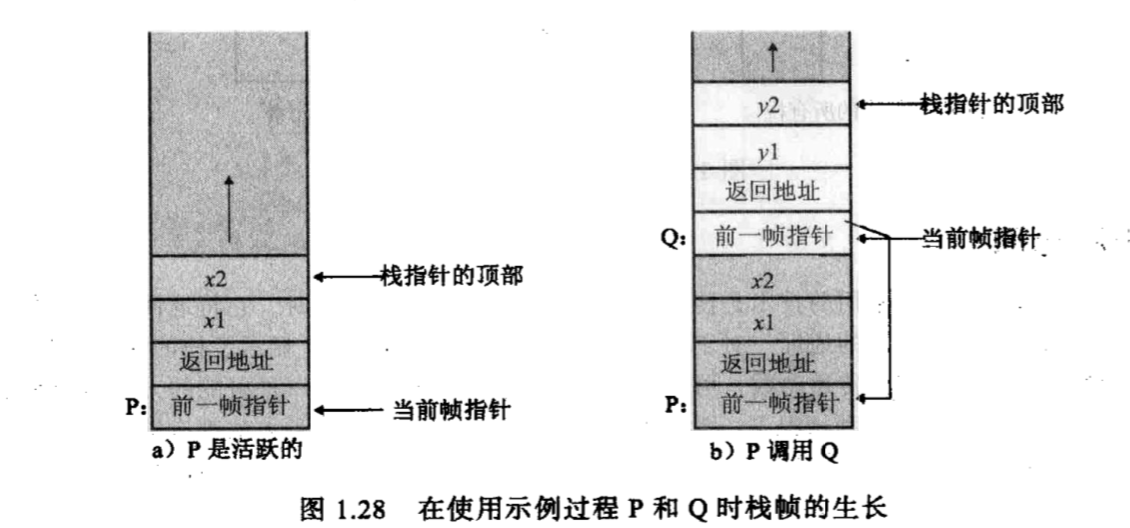 y2
栈指针的顶部
y1
返回地址
Q: 前一帧指针
当前帧指针
x2
栈指针的顶部
x2
x1
x1
返回地址
返回地址
P: 前一帧指针
当前帧指针
P: 前一帧指针
a) P 是活跃的
b) P 调用 Q
图 1.28 在使用示例过程 P 和 Q 时栈帧的生长